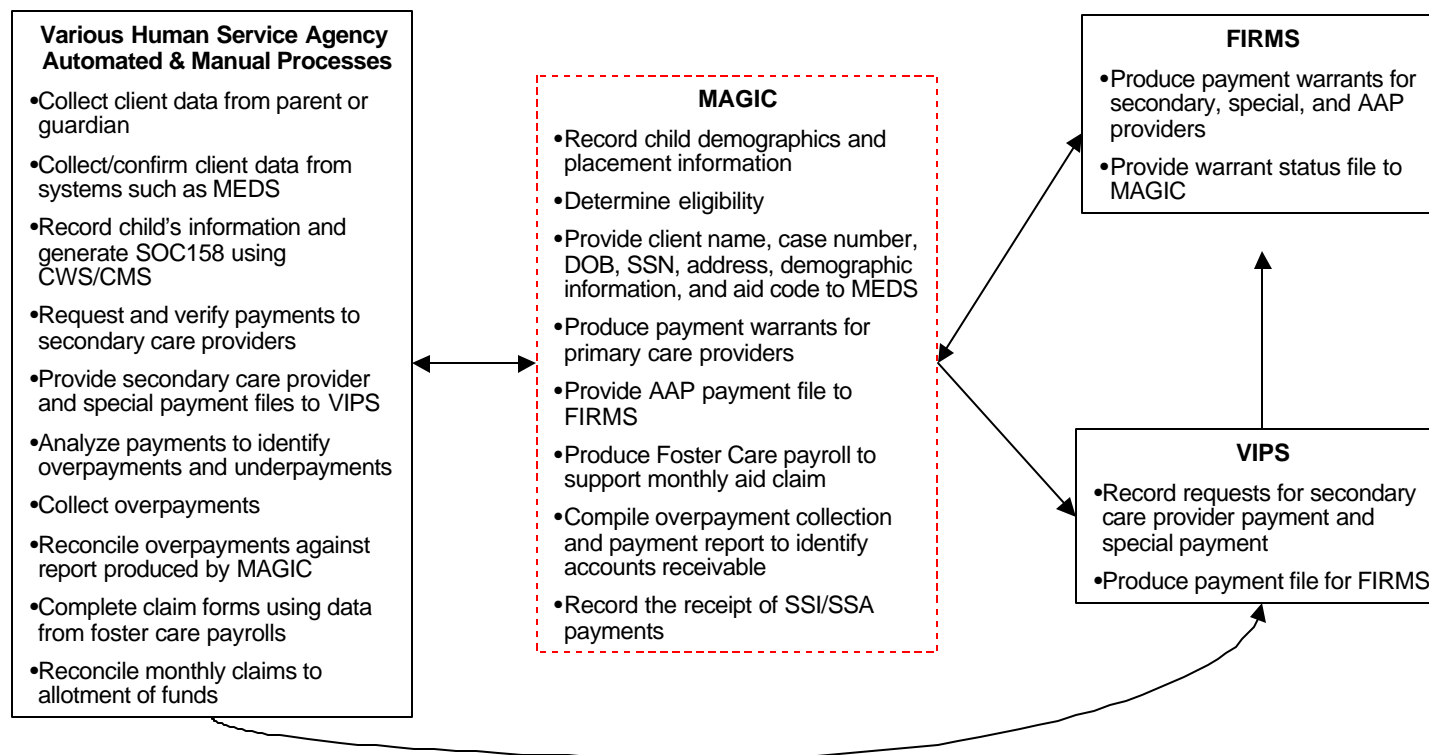 Various Human Service Agency
Automated & Manual Processes
•Collect client data from parent or
guardian
•Collect/confirm client data from
systems such as MEDS
•Record child's information and
generate SOC158 using
CWS/CMS
•Request and verify payments to
secondary care providers
•Provide secondary care provider
and special payment files to VIPS
•Analyze payments to identify
overpayments and underpayments
•Collect overpayments
•Reconcile overpayments against
report produced by MAGIC
•Complete claim forms using data
from foster care payrolls
•Reconcile monthly claims to
allotment of funds
MAGIC
•Record child demographics and
placement information
•Determine eligibility
•Provide client name, case number,
DOB, SSN, address, demographic
information, and aid code to MEDS
•Produce payment warrants for
primary care providers
•Provide AAP payment file to
FIRMS
•Produce Foster Care payroll to
support monthly aid claim
•Compile overpayment collection
and payment report to identify
accounts receivable
•Record the receipt of SSI/SSA
payments
FIRMS
•Produce payment warrants for
secondary, special, and AAP
providers
•Provide warrant status file to
MAGIC
VIPS
•Record requests for secondary
care provider payment and
special payment
•Produce payment file for FIRMS